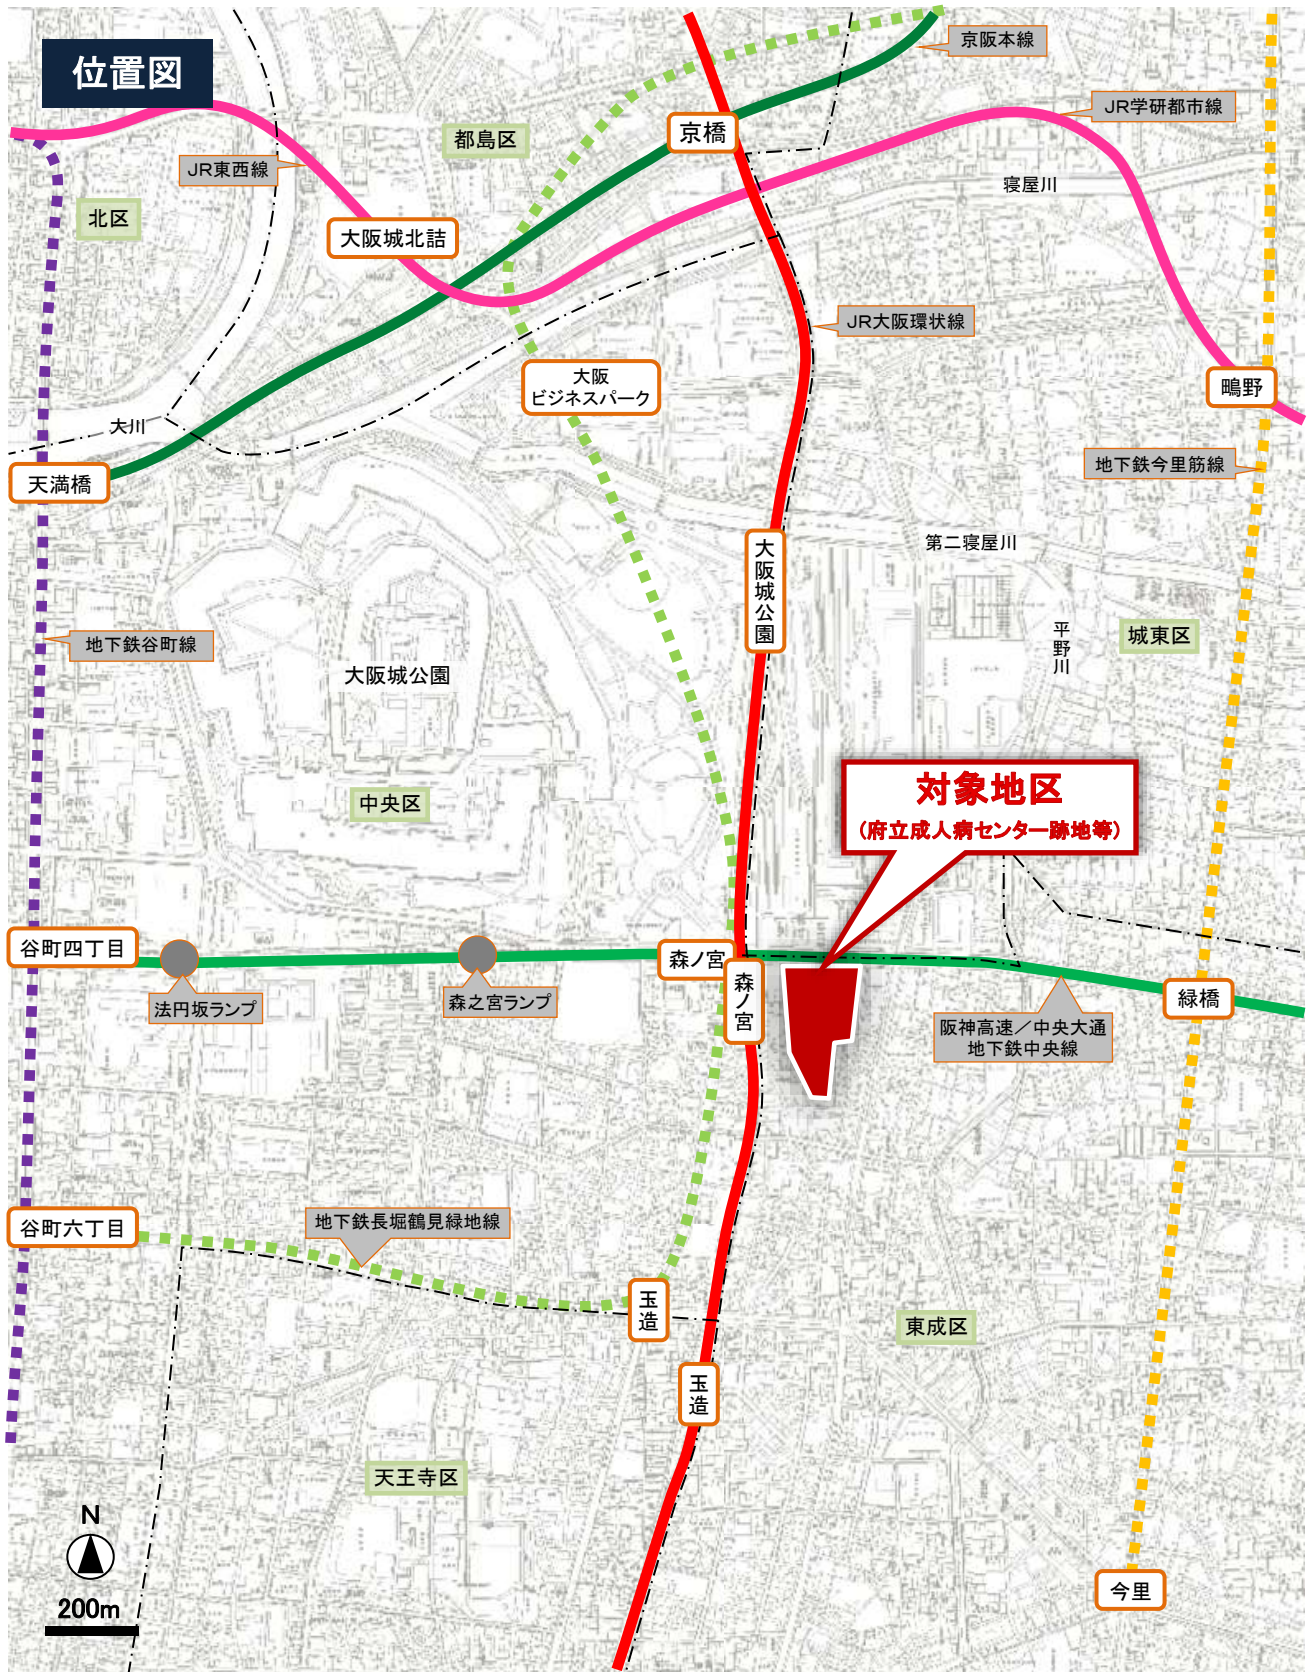 位置図
京阪本線
JR学研都市線
都島区
京橋
JR東西線
寝屋川
北区
大阪城北詰
JR大阪環状線
大阪
ビジネスパーク
鴫野
大川
地下鉄今里筋線
天満橋
第二寝屋川
大阪城公園
平野川
城東区
地下鉄谷町線
大阪城公園
対象地区
(府立成人病センター跡地等)
中央区
谷町四丁目
森ノ宮
森ノ宮
法円坂ランプ
森之宮ランプ
緑橋
阪神高速／中央大通
地下鉄中央線
谷町六丁目
地下鉄長堀鶴見緑地線
玉造
東成区
玉造
天王寺区
N
今里
200m